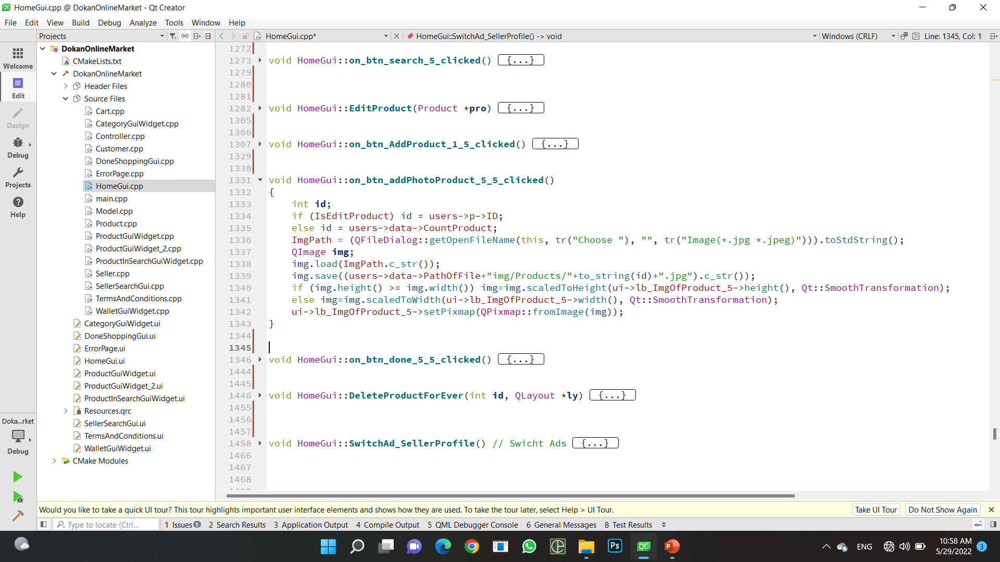 HomeGui.cpp @ DokanOnlineMarket - Qt Creator
File Edit View Build Debug Analyze Tools Window Help
Projects
HomeGui.cpp*
HomeGui::SwitchAd_SellerProfile() -> void
Windows (CRLF)
Line: 1345, Col: 1
Welcome
Edit
Design
Debug
Projects
Help
Doka...rket
Debug
DokanOnlineMarket
CMakeLists.txt
DokanOnlineMarket
Header Files
Source Files
Cart.cpp
CategoryGuiWidget.cpp
Controller.cpp
Customer.cpp
DoneShoppingGui.cpp
ErrorPage.cpp
HomeGui.cpp
main.cpp
Model.cpp
Product.cpp
ProductGuiWidget.cpp
ProductGuiWidget_2.cpp
ProductInSearchGuiWidget.cpp
Seller.cpp
SellerSearchGui.cpp
TermsAndConditions.cpp
WalletGuiWidget.cpp
CategoryGuiWidget.ui
DoneShoppingGui.ui
ErrorPage.ui
HomeGui.ui
ProductGuiWidget.ui
ProductGuiWidget_2.ui
ProductInSearchGuiWidget.ui
Resources.qrc
SellerSearchGui.ui
TermsAndConditions.ui
WalletGuiWidget.ui
CMake Modules
1272
1273 void HomeGui::on_btn_search_5_clicked() {...}
1279
1280
1281
1282 void HomeGui::EditProduct(Product *pro) {...}
1305
1306
1307 void HomeGui::on_btn_AddProduct_1_5_clicked() {...}
1329
1330
1331 void HomeGui::on_btn_addPhotoProduct_5_5_clicked()
1332 {
1333 int id;
1334 if (IsEditProduct) id = users->p->ID;
1335 else id = users->data->CountProduct;
1336 ImgPath = (QFileDialog::getOpenFileName(this, tr("Choose "), "", tr("Image(*.jpg *.jpeg)"))).toStdString();
1337 QImage img;
1338 img.load(ImgPath.c_str());
1339 img.save((users->data->PathOfFile+"img/Products/"+to_string(id)+".jpg").c_str());
1340 if (img.height() >= img.width()) img=img.scaledToHeight(ui->lb_ImgOfProduct_5->height(), Qt::SmoothTransformation);
1341 else img=img.scaledToWidth(ui->lb_ImgOfProduct_5->width(), Qt::SmoothTransformation);
1342 ui->lb_ImgOfProduct_5->setPixmap(QPixmap::fromImage(img));
1343 }
1344
1345
1346 void HomeGui::on_btn_done_5_5_clicked() {...}
1444
1445
1446 void HomeGui::DeleteProductForEver(int id, QLayout *ly) {...}
1455
1456
1457
1458 void HomeGui::SwitchAd_SellerProfile() // Swicht Ads {...}
1466
1467
1468
Would you like to take a quick UI tour? This tour highlights important user interface elements and shows how they are used. To take the tour later, select Help > UI Tour.
Take UI Tour
Do Not Show Again
Type to locate (Ctrl...
1 Issues 1
2 Search Results
3 Application Output
4 Compile Output
5 QML Debugger Console
6 General Messages
8 Test Results
Ps
QC
P
ENG
10:58 AM
5/29/2022
3